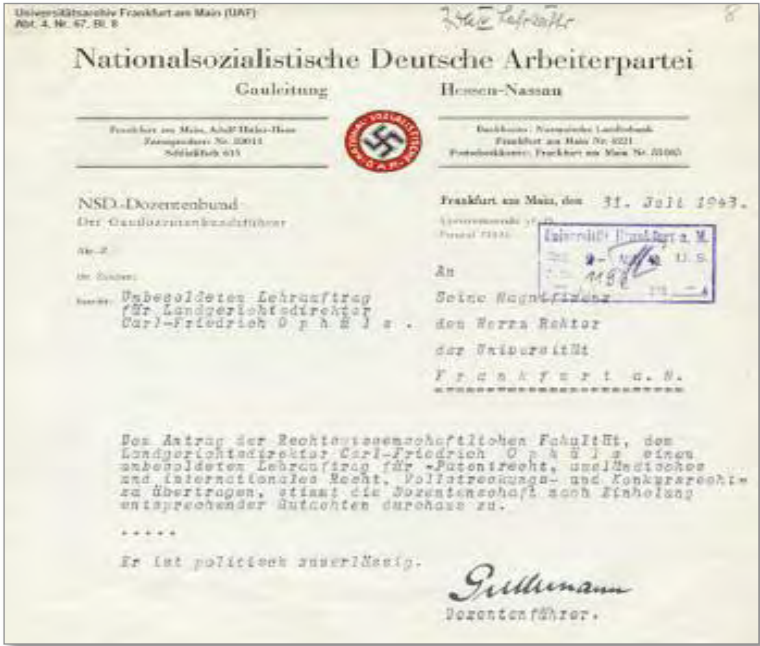 Universitätsarchiv Frankfurt am Main (UAF)
Abt. 4, Nr. 67, Bl. 8
8
Nationalsozialistische Deutsche Arbeiterpartei
Gauleitung Hessen-Nassau
Frankfurt am Main, Adolf Hitler-Haus
Fernsprecher: Nr. 30013
Schließfach 615
NATIONAL-SOZIALISTISCHE D.A.P.
Bankkonto: Nassauische Landesbank
Frankfurt am Main Nr. 6221
Postscheckkonto: Frankfurt am Main Nr.
NSD.-Dozentenbund
Der Gaudozentenbundsführer
Frankfurt am Main, den 31. Juli 1943.
Universität Frankfurt a. M.
Betrifft: Unbesoldeten Lehrauftrag
für Landgerichtsdirektor
Carl-Friedrich O p h ü l s .
An
Seine Magnifizenz
den Herrn Rektor
der Universität
F r a n k f u r t a. M.
Dem Antrag der Rechtswissenschaftlichen Fakultät, dem
Landgerichtsdirektor Carl-Friedrich O p h ü l s einen
unbesoldeten Lehrauftrag für "Patentrecht, ausländisches
und internationales Recht, Vollstreckungs- und Konkursrecht"
zu übertragen, stimmt die Dozentenschaft nach Einholung
entsprechender Gutachten durchaus zu.
.....
Er ist politisch zuverlässig.
Dozentenführer.